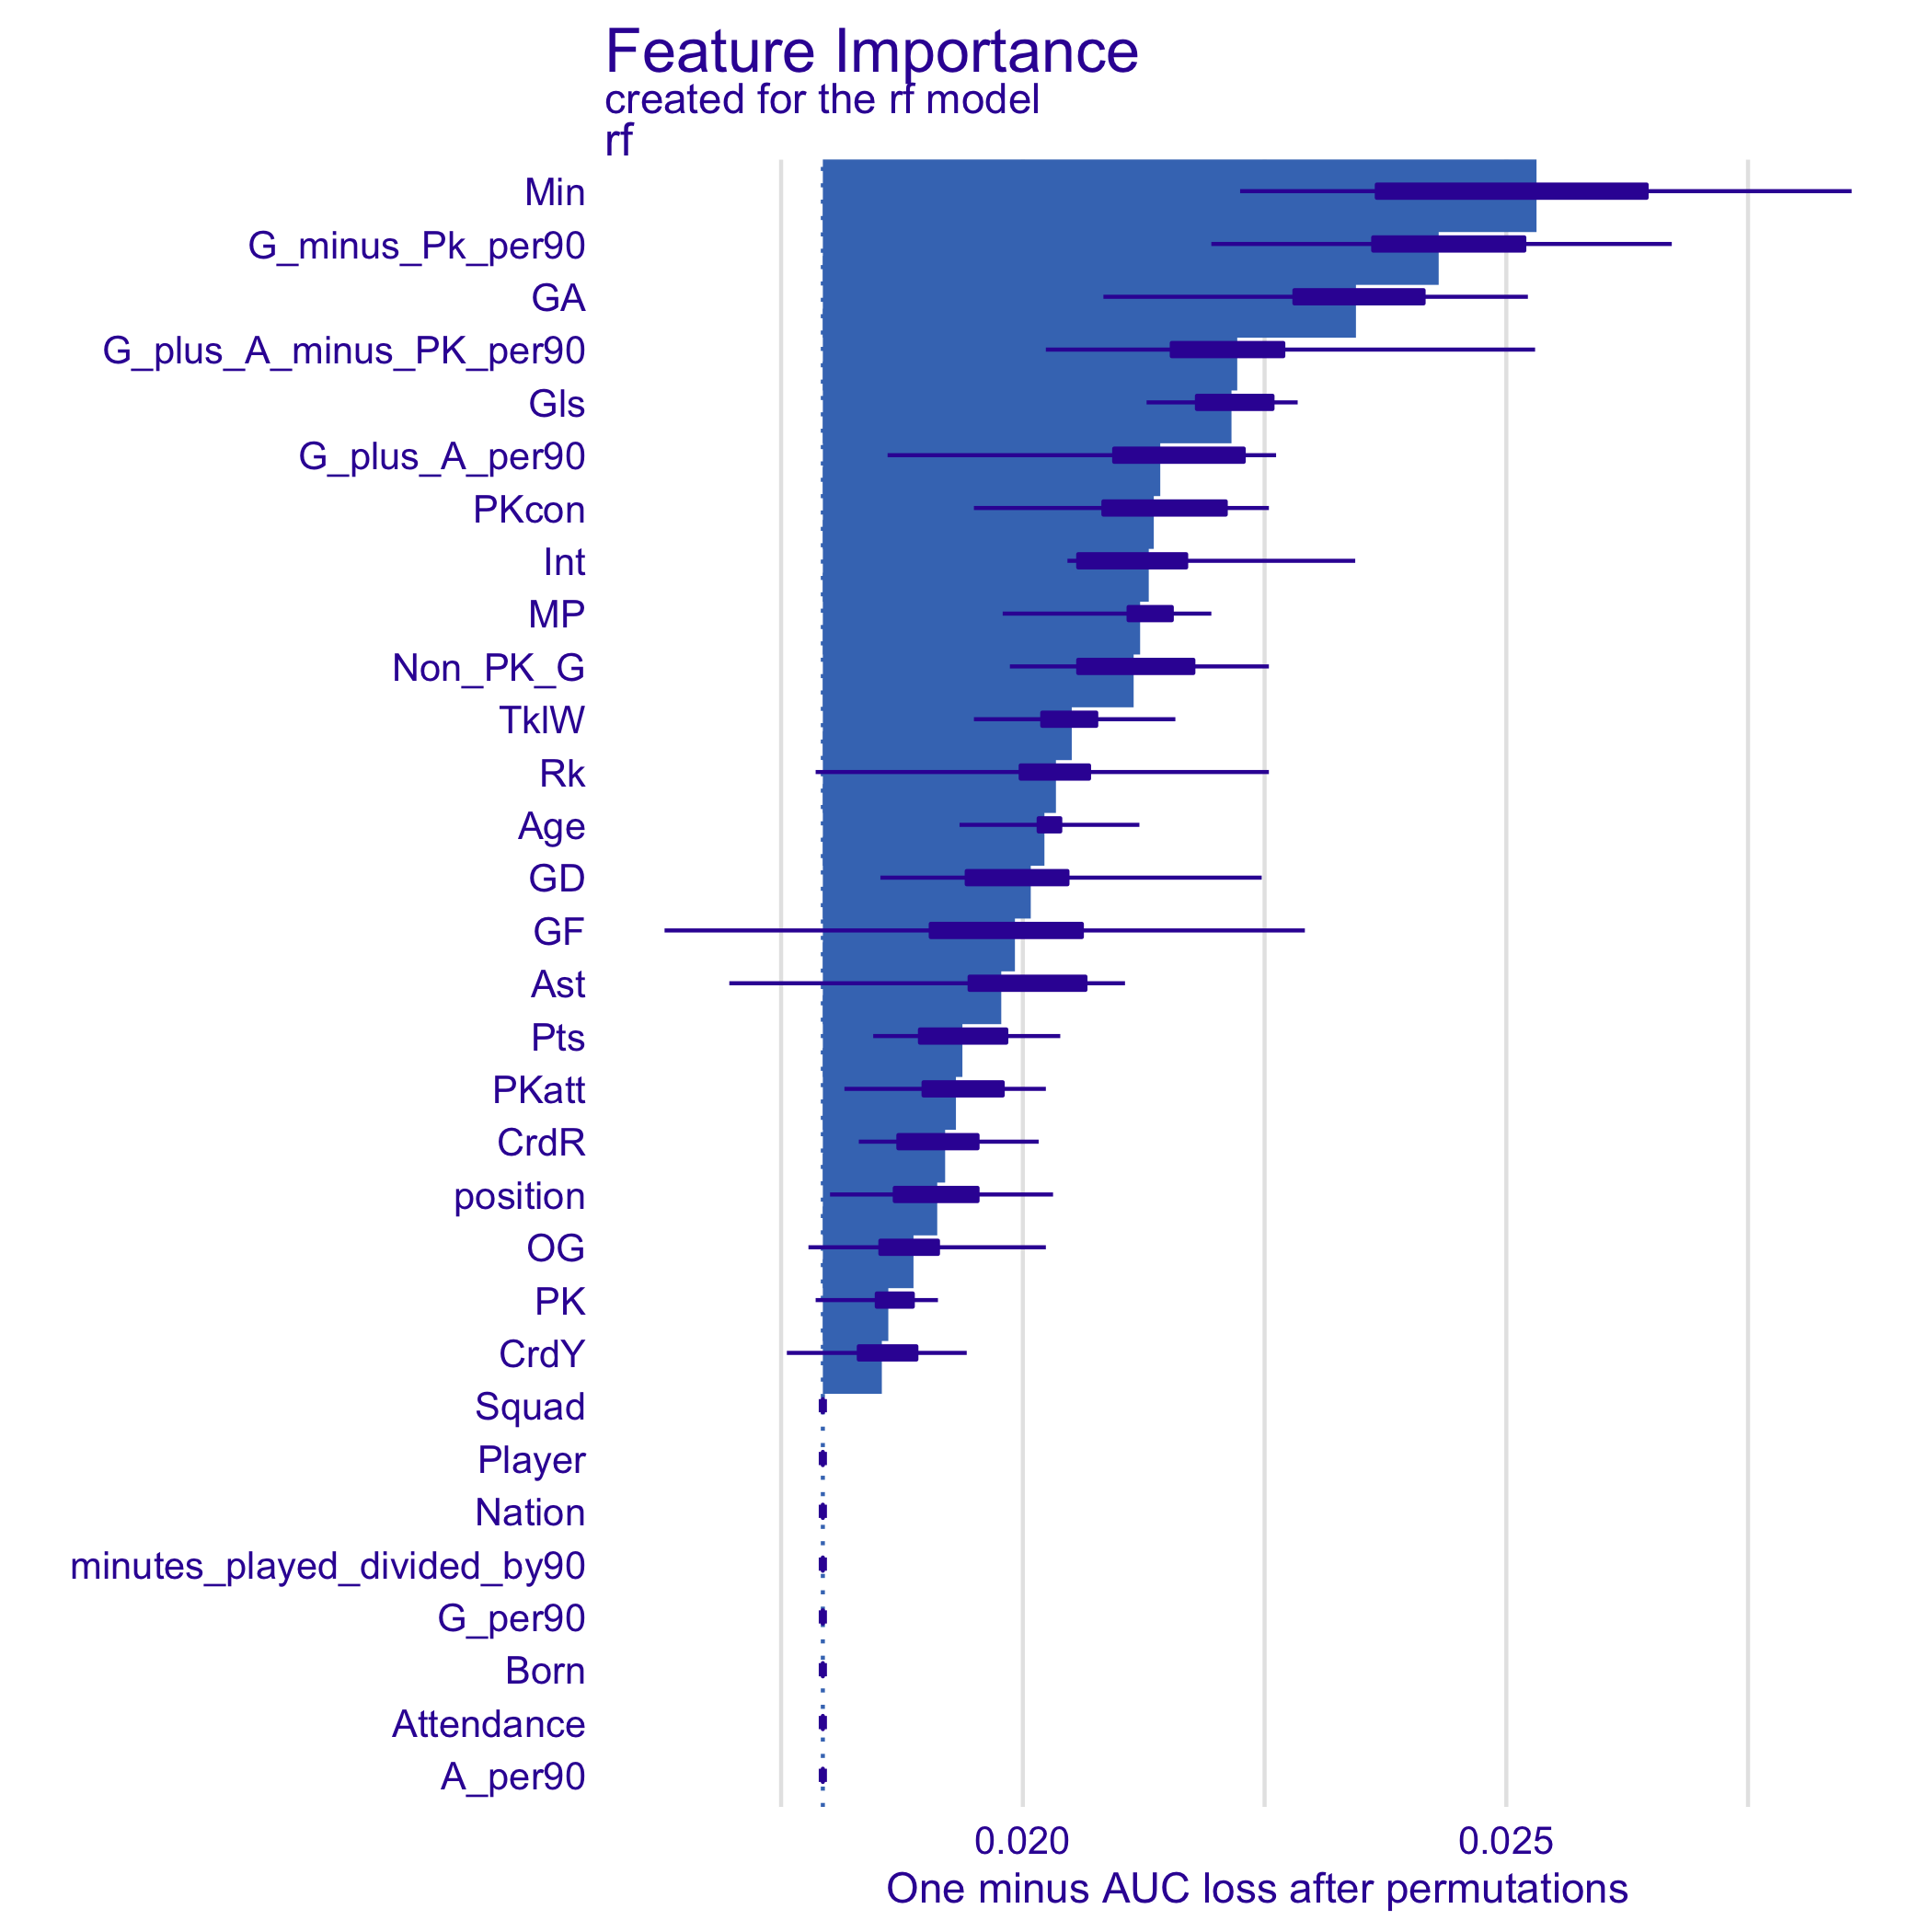 Feature Importance
created for the rf model
rf
Min
G_minus_Pk_per90
GA
G_plus_A_minus_PK_per90
Gls
G_plus_A_per90
PKcon
Int
MP
Non_PK_G
TklW
Rk
Age
GD
GF
Ast
Pts
PKatt
CrdR
position
OG
PK
CrdY
Squad
Player
Nation
minutes_played_divided_by90
G_per90
Born
Attendance
A_per90
0.020 0.025
One minus AUC loss after permutations